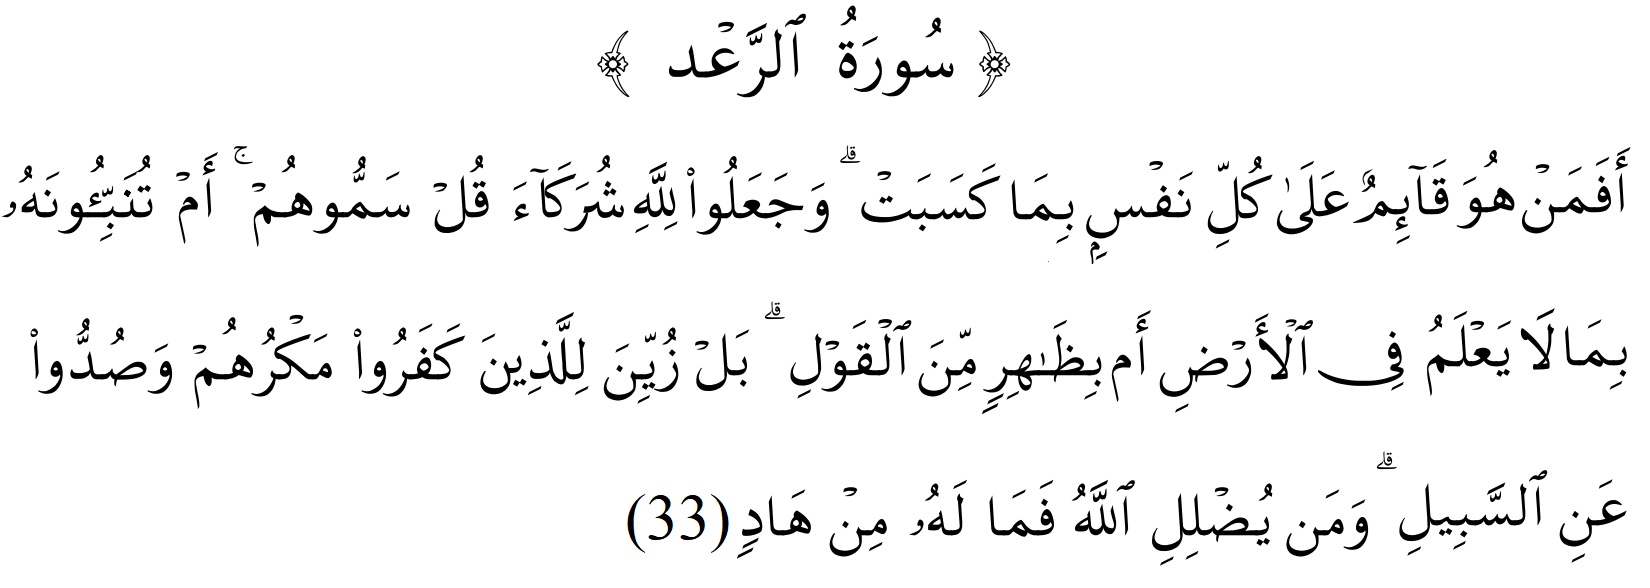 ﴿ سُورَةُ ٱلرَّعْد ﴾
أَفَمَنْ هُوَ قَآئِمٌ عَلَىٰ كُلِّ نَفْسٍۭ بِمَا كَسَبَتْ ۗ وَجَعَلُوا۟ لِلَّهِ شُرَكَآءَ قُلْ سَمُّوهُمْ ۚ أَمْ تُنَبِّـُٔونَهُۥ
بِمَا لَا يَعْلَمُ فِى ٱلْأَرْضِ أَم بِظَـٰهِرٍ مِّنَ ٱلْقَوْلِ ۗ بَلْ زُيِّنَ لِلَّذِينَ كَفَرُوا۟ مَكْرُهُمْ وَصُدُّوا۟
عَنِ ٱلسَّبِيلِ ۗ وَمَن يُضْلِلِ ٱللَّهُ فَمَا لَهُۥ مِنْ هَادٍ (33)